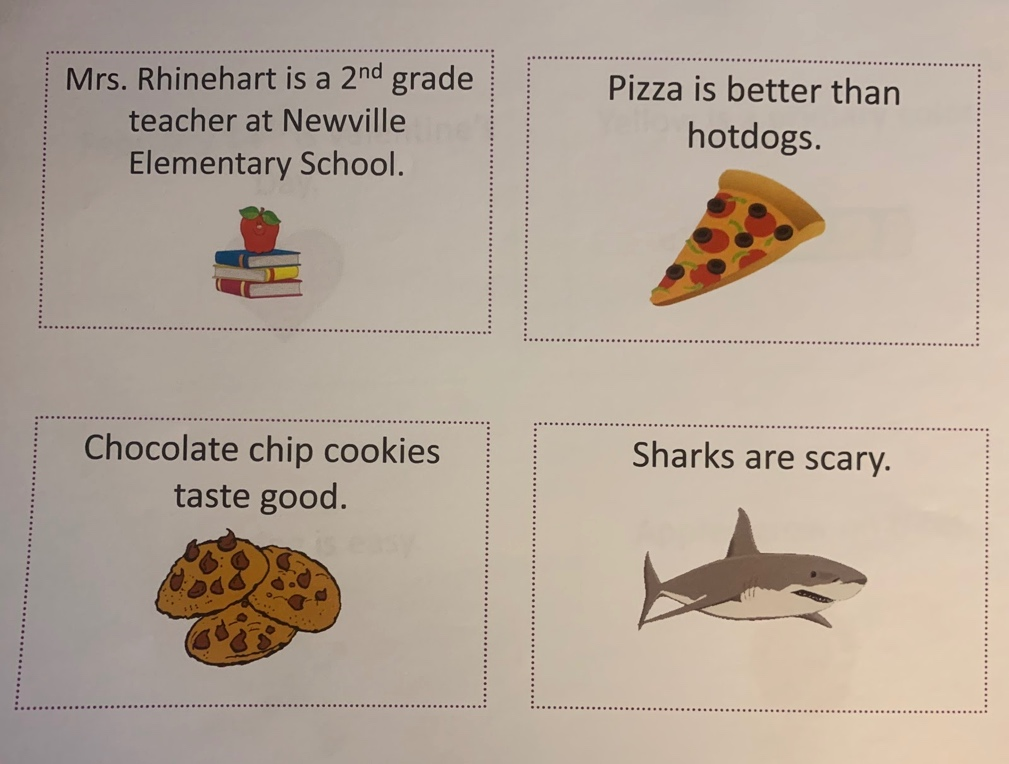 Mrs. Rhinehart is a 2nd grade
teacher at Newville
Elementary School.
Pizza is better than
hotdogs.
Chocolate chip cookies
taste good.
Sharks are scary.